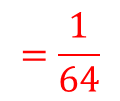 = 1/64